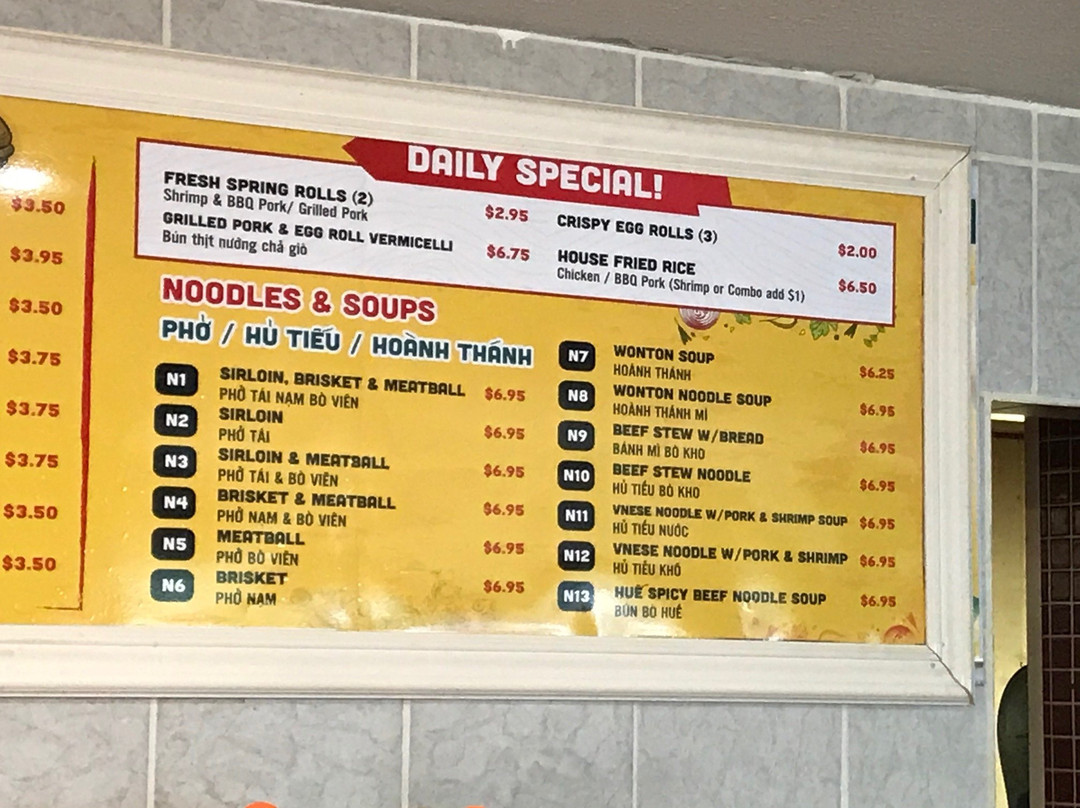 $3.50
$3.95
$3.50
$3.75
$3.75
$3.75
$3.50
$3.50
DAILY SPECIAL!
FRESH SPRING ROLLS (2)
Shrimp & BBQ Pork/ Grilled Pork $2.95
GRILLED PORK & EGG ROLL VERMICELLI
Bún thịt nướng chả giò $6.75
CRISPY EGG ROLLS (3) $2.00
HOUSE FRIED RICE
Chicken / BBQ Pork (Shrimp or Combo add $1) $6.50
NOODLES & SOUPS
PHỞ / HỦ TIẾU / HOÀNH THÁNH
N1 SIRLOIN, BRISKET & MEATBALL $6.95
PHỞ TÁI NẠM BÒ VIÊN
N2 SIRLOIN $6.95
PHỞ TÁI
N3 SIRLOIN & MEATBALL $6.95
PHỞ TÁI & BÒ VIÊN
N4 BRISKET & MEATBALL $6.95
PHỞ NẠM & BÒ VIÊN
N5 MEATBALL $6.95
PHỞ BÒ VIÊN
N6 BRISKET $6.95
PHỞ NẠM
N7 WONTON SOUP $6.25
HOÀNH THÁNH
N8 WONTON NOODLE SOUP $6.95
HOÀNH THÁNH MÌ
N9 BEEF STEW W/BREAD $6.95
BÁNH MÌ BÒ KHO
N10 BEEF STEW NOODLE $6.95
HỦ TIẾU BÒ KHO
N11 VNESE NOODLE W/PORK & SHRIMP SOUP $6.95
HỦ TIẾU NƯỚC
N12 VNESE NOODLE W/PORK & SHRIMP $6.95
HỦ TIẾU KHÔ
N13 HUẾ SPICY BEEF NOODLE SOUP $6.95
BÚN BÒ HUẾ